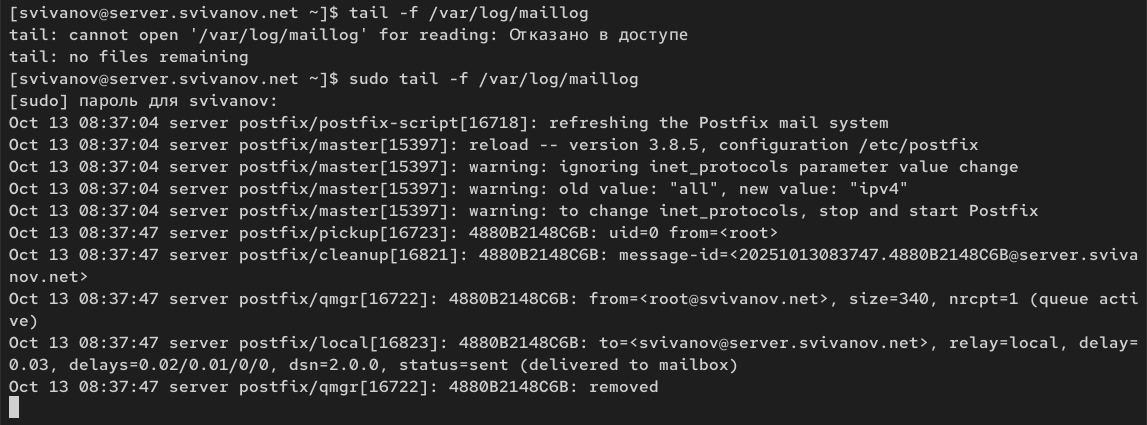 [svivanov@server.svivanov.net ~]$ tail -f /var/log/maillog
tail: cannot open '/var/log/maillog' for reading: Отказано в доступе
tail: no files remaining
[svivanov@server.svivanov.net ~]$ sudo tail -f /var/log/maillog
[sudo] пароль для svivanov:
Oct 13 08:37:04 server postfix/postfix-script[16718]: refreshing the Postfix mail system
Oct 13 08:37:04 server postfix/master[15397]: reload -- version 3.8.5, configuration /etc/postfix
Oct 13 08:37:04 server postfix/master[15397]: warning: ignoring inet_protocols parameter value change
Oct 13 08:37:04 server postfix/master[15397]: warning: old value: "all", new value: "ipv4"
Oct 13 08:37:04 server postfix/master[15397]: warning: to change inet_protocols, stop and start Postfix
Oct 13 08:37:47 server postfix/pickup[16723]: 4880B2148C6B: uid=0 from=<root>
Oct 13 08:37:47 server postfix/cleanup[16821]: 4880B2148C6B: message-id=<20251013083747.4880B2148C6B@server.sviva
nov.net>
Oct 13 08:37:47 server postfix/qmgr[16722]: 4880B2148C6B: from=<root@svivanov.net>, size=340, nrcpt=1 (queue acti
ve)
Oct 13 08:37:47 server postfix/local[16823]: 4880B2148C6B: to=<svivanov@server.svivanov.net>, relay=local, delay=
0.03, delays=0.02/0.01/0/0, dsn=2.0.0, status=sent (delivered to mailbox)
Oct 13 08:37:47 server postfix/qmgr[16722]: 4880B2148C6B: removed